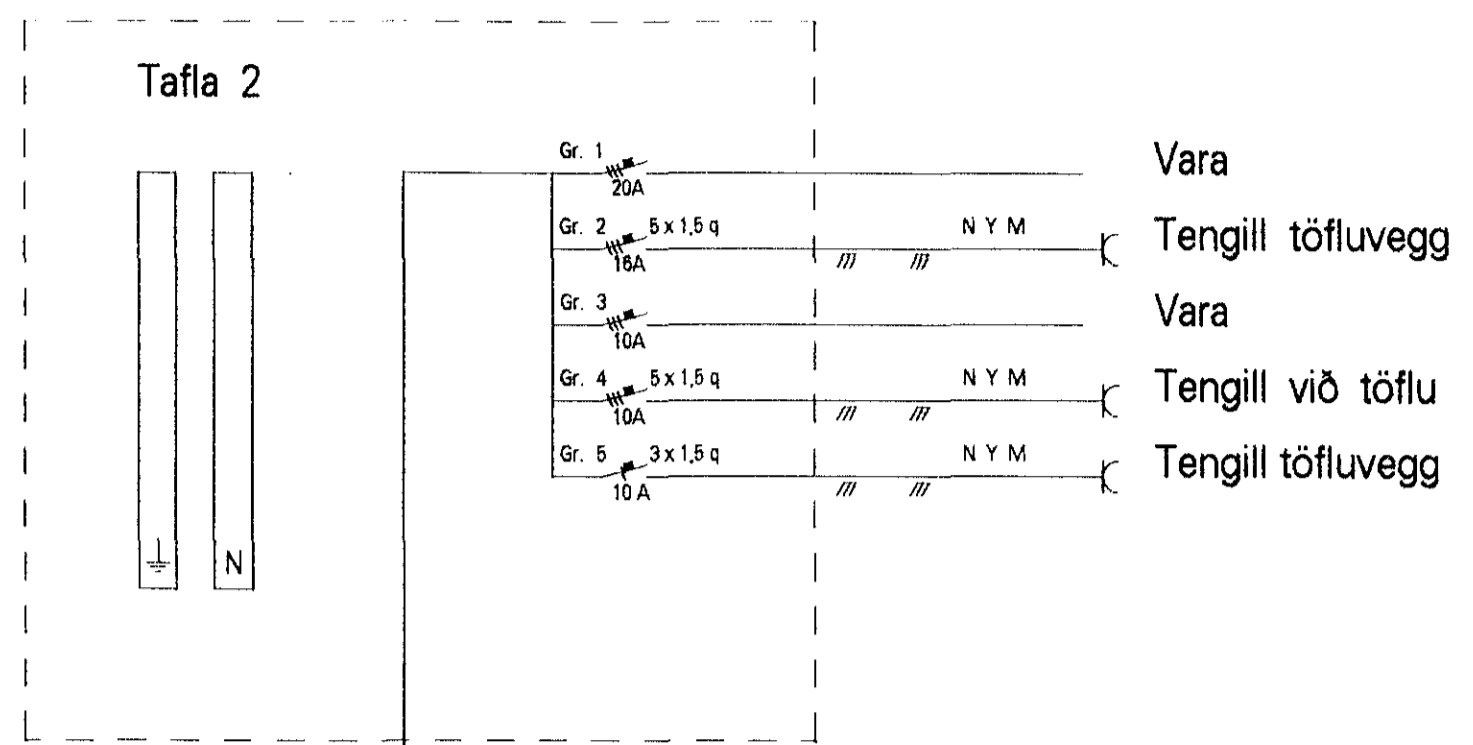 Tafla 2
Gr. 1
20A
Vara
Gr. 2 5 x 1,5 q N Y M
16A
Tengill töfluvegg
Gr. 3
10A
Vara
Gr. 4 5 x 1,5 q N Y M
10A
Tengill við töflu
Gr. 5 3 x 1,5 q N Y M
10 A
Tengill töfluvegg
N